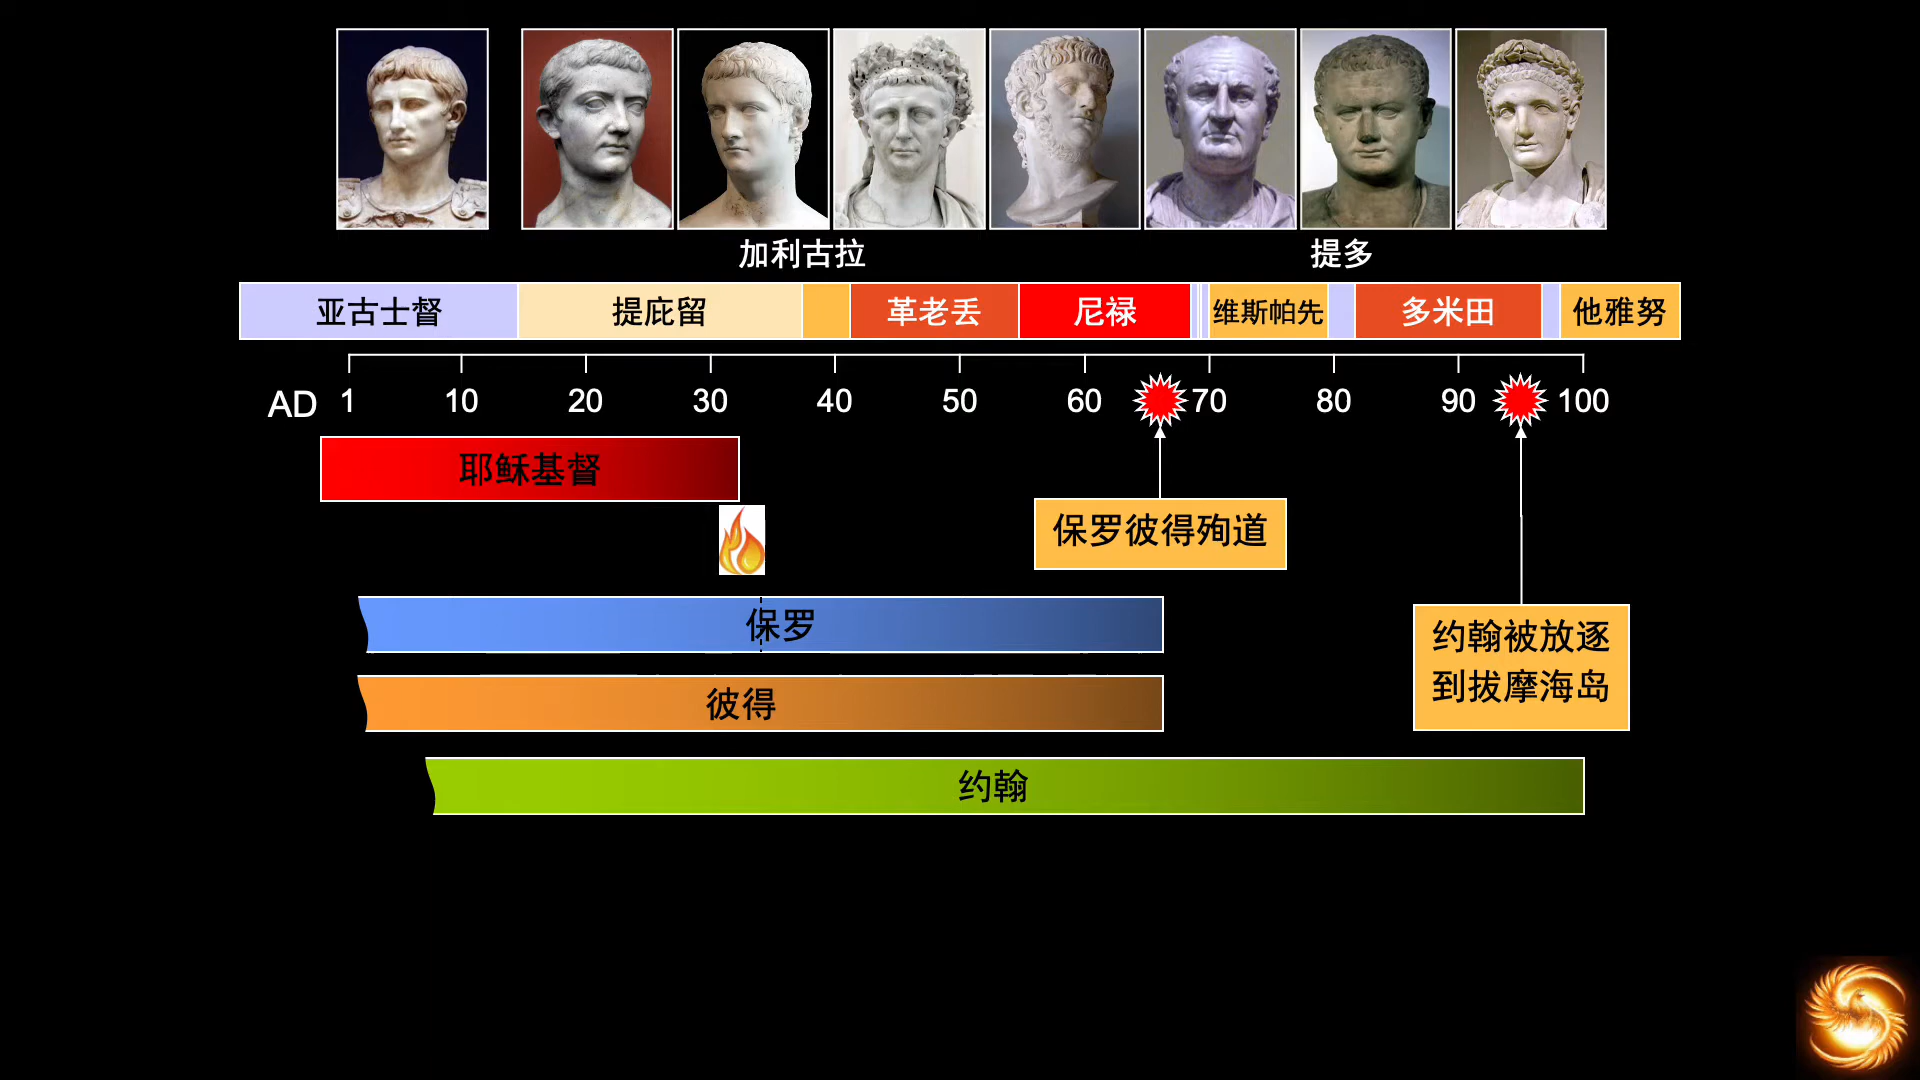 加利古拉
提多
亚古士督
提庇留
革老丢
尼禄
维斯帕先
多米田
他雅努
AD 1 10 20 30 40 50 60 70 80 90 100
耶稣基督
保罗彼得殉道
保罗
约翰被放逐
到拔摩海岛
彼得
约翰